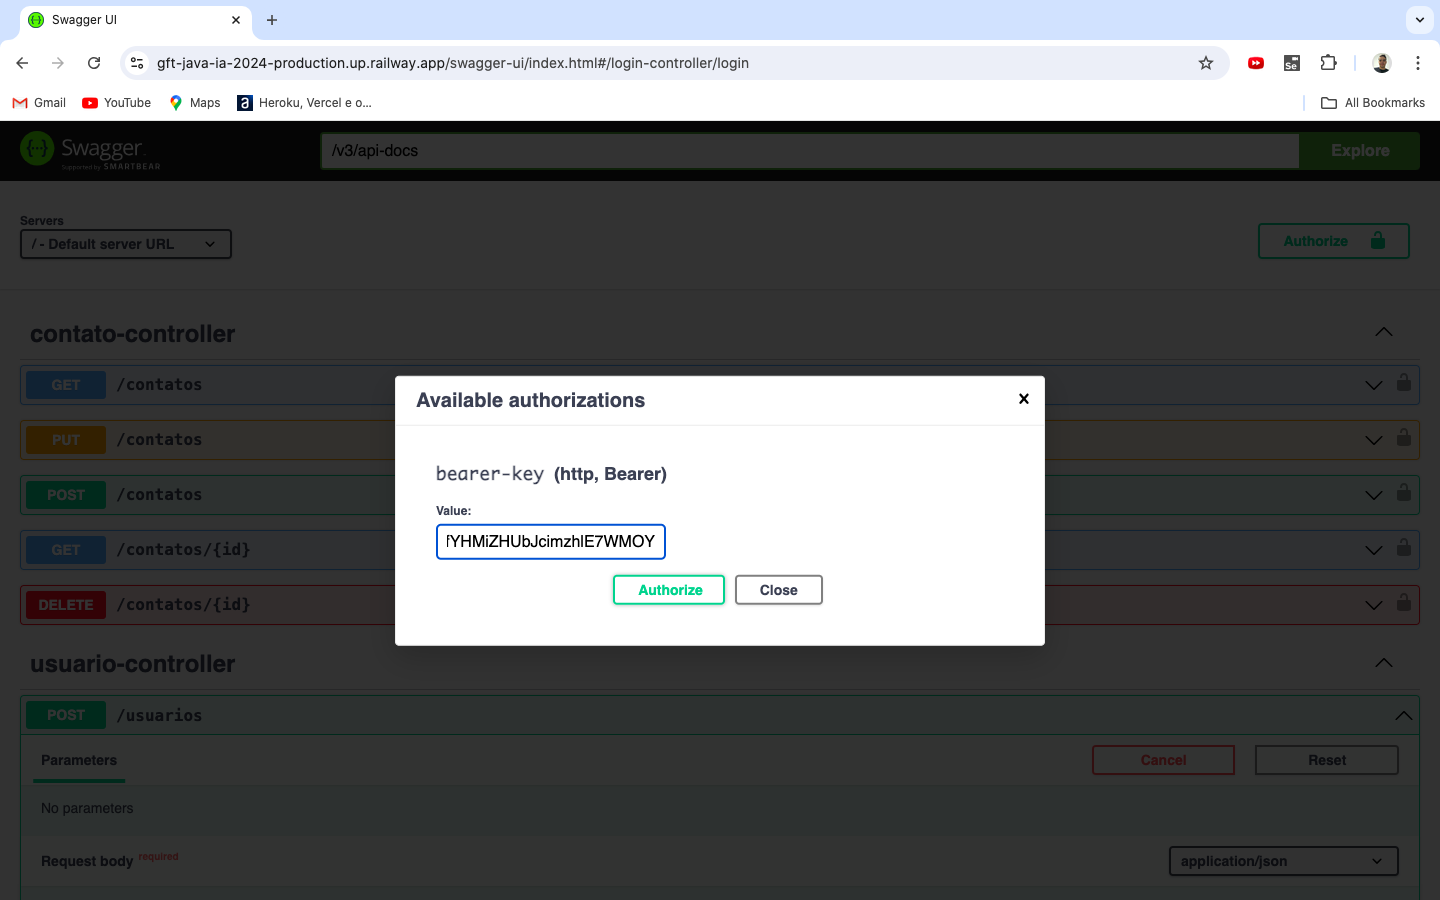 Swagger UI
gft-java-ia-2024-production.up.railway.app/swagger-ui/index.html#/login-controller/login
Gmail
YouTube
Maps
Heroku, Vercel e o...
All Bookmarks
Swagger
Supported by SMARTBEAR
/v3/api-docs
Explore
Servers
/ - Default server URL
Authorize
contato-controller
GET /contatos
PUT /contatos
POST /contatos
GET /contatos/{id}
DELETE /contatos/{id}
Available authorizations
bearer-key (http, Bearer)
Value:
YHMiZHUbJcimzhlE7WMOY
Authorize
Close
usuario-controller
POST /usuarios
Parameters
Cancel
Reset
No parameters
Request body required
application/json